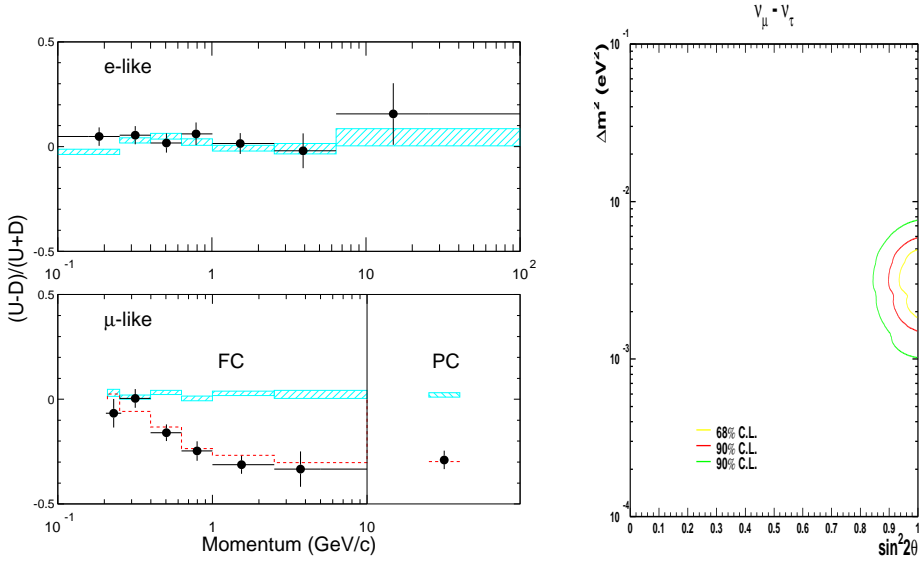 0.5
e-like
0
-0.5
10⁻¹ 1 10 10²
(U-D)/(U+D)
0.5
μ-like
FC PC
0
-0.5
10⁻¹ 1 10
Momentum (GeV/c)
ν_μ - ν_τ
Δm² (eV²)
10⁻¹
10⁻²
10⁻³
68% C.L.
90% C.L.
90% C.L.
10⁻⁴
0 0.1 0.2 0.3 0.4 0.5 0.6 0.7 0.8 0.9 1
sin²2θ